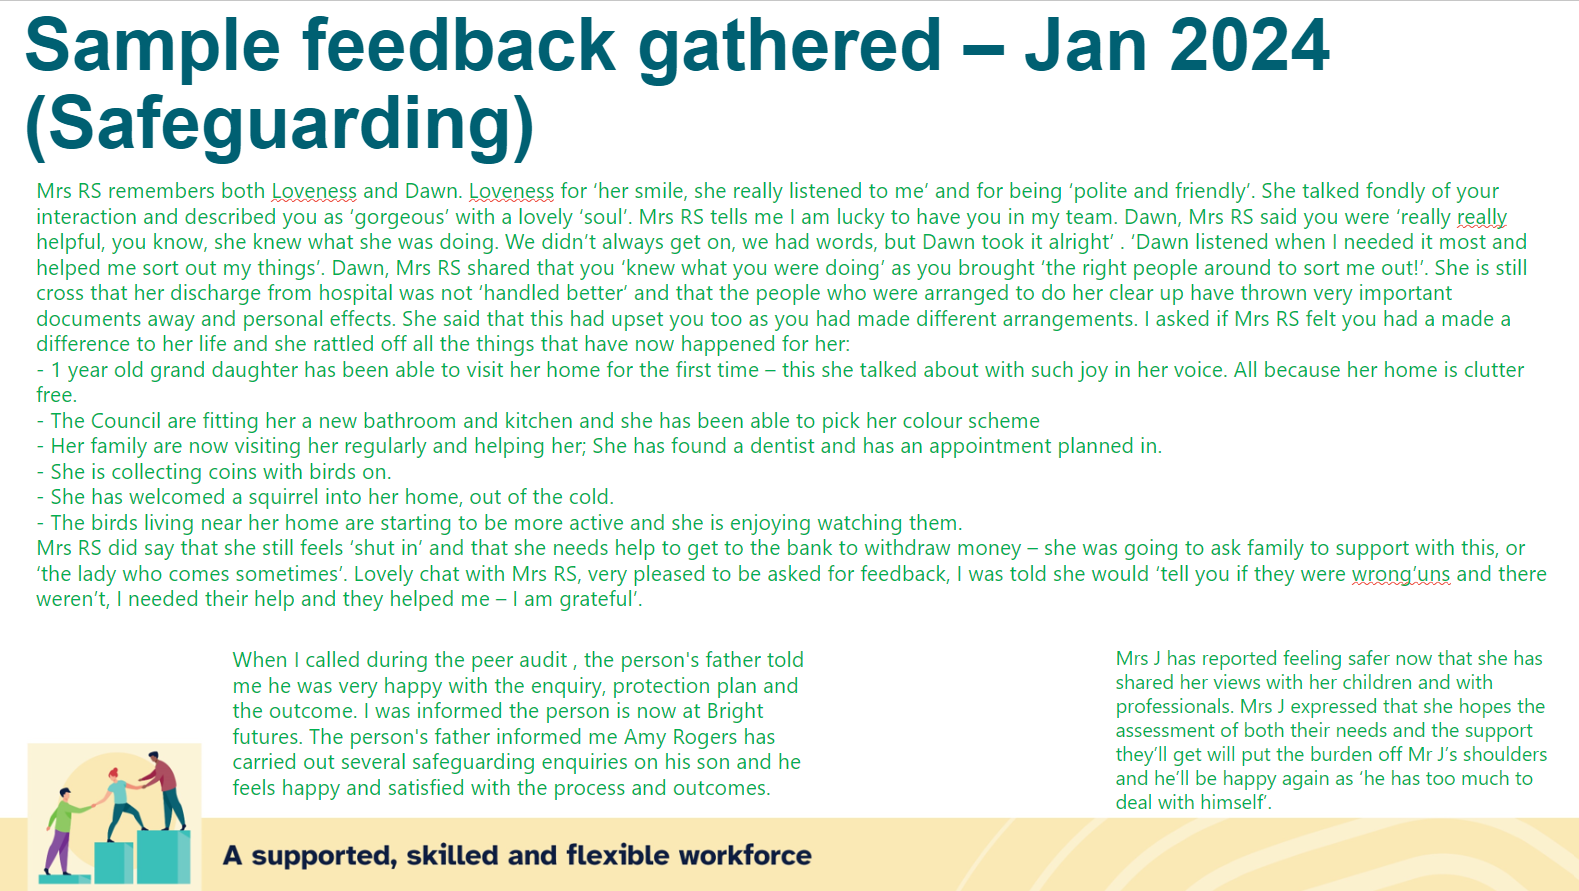 Sample feedback gathered – Jan 2024
(Safeguarding)
Mrs RS remembers both Loveness and Dawn. Loveness for ‘her smile, she really listened to me’ and for being ‘polite and friendly’. She talked fondly of your
interaction and described you as ‘gorgeous’ with a lovely ‘soul’. Mrs RS tells me I am lucky to have you in my team. Dawn, Mrs RS said you were ‘really really
helpful, you know, she knew what she was doing. We didn’t always get on, we had words, but Dawn took it alright’ . ‘Dawn listened when I needed it most and
helped me sort out my things’. Dawn, Mrs RS shared that you ‘knew what you were doing’ as you brought ‘the right people around to sort me out!’. She is still
cross that her discharge from hospital was not ‘handled better’ and that the people who were arranged to do her clear up have thrown very important
documents away and personal effects. She said that this had upset you too as you had made different arrangements. I asked if Mrs RS felt you had a made a
difference to her life and she rattled off all the things that have now happened for her:
- 1 year old grand daughter has been able to visit her home for the first time – this she talked about with such joy in her voice. All because her home is clutter
free.
- The Council are fitting her a new bathroom and kitchen and she has been able to pick her colour scheme
- Her family are now visiting her regularly and helping her; She has found a dentist and has an appointment planned in.
- She is collecting coins with birds on.
- She has welcomed a squirrel into her home, out of the cold.
- The birds living near her home are starting to be more active and she is enjoying watching them.
Mrs RS did say that she still feels ‘shut in’ and that she needs help to get to the bank to withdraw money – she was going to ask family to support with this, or
‘the lady who comes sometimes’. Lovely chat with Mrs RS, very pleased to be asked for feedback, I was told she would ‘tell you if they were wrong’uns and there
weren’t, I needed their help and they helped me – I am grateful’.
When I called during the peer audit , the person's father told
me he was very happy with the enquiry, protection plan and
the outcome. I was informed the person is now at Bright
futures. The person's father informed me Amy Rogers has
carried out several safeguarding enquiries on his son and he
feels happy and satisfied with the process and outcomes.
Mrs J has reported feeling safer now that she has
shared her views with her children and with
professionals. Mrs J expressed that she hopes the
assessment of both their needs and the support
they’ll get will put the burden off Mr J’s shoulders
and he’ll be happy again as ‘he has too much to
deal with himself’.
A supported, skilled and flexible workforce